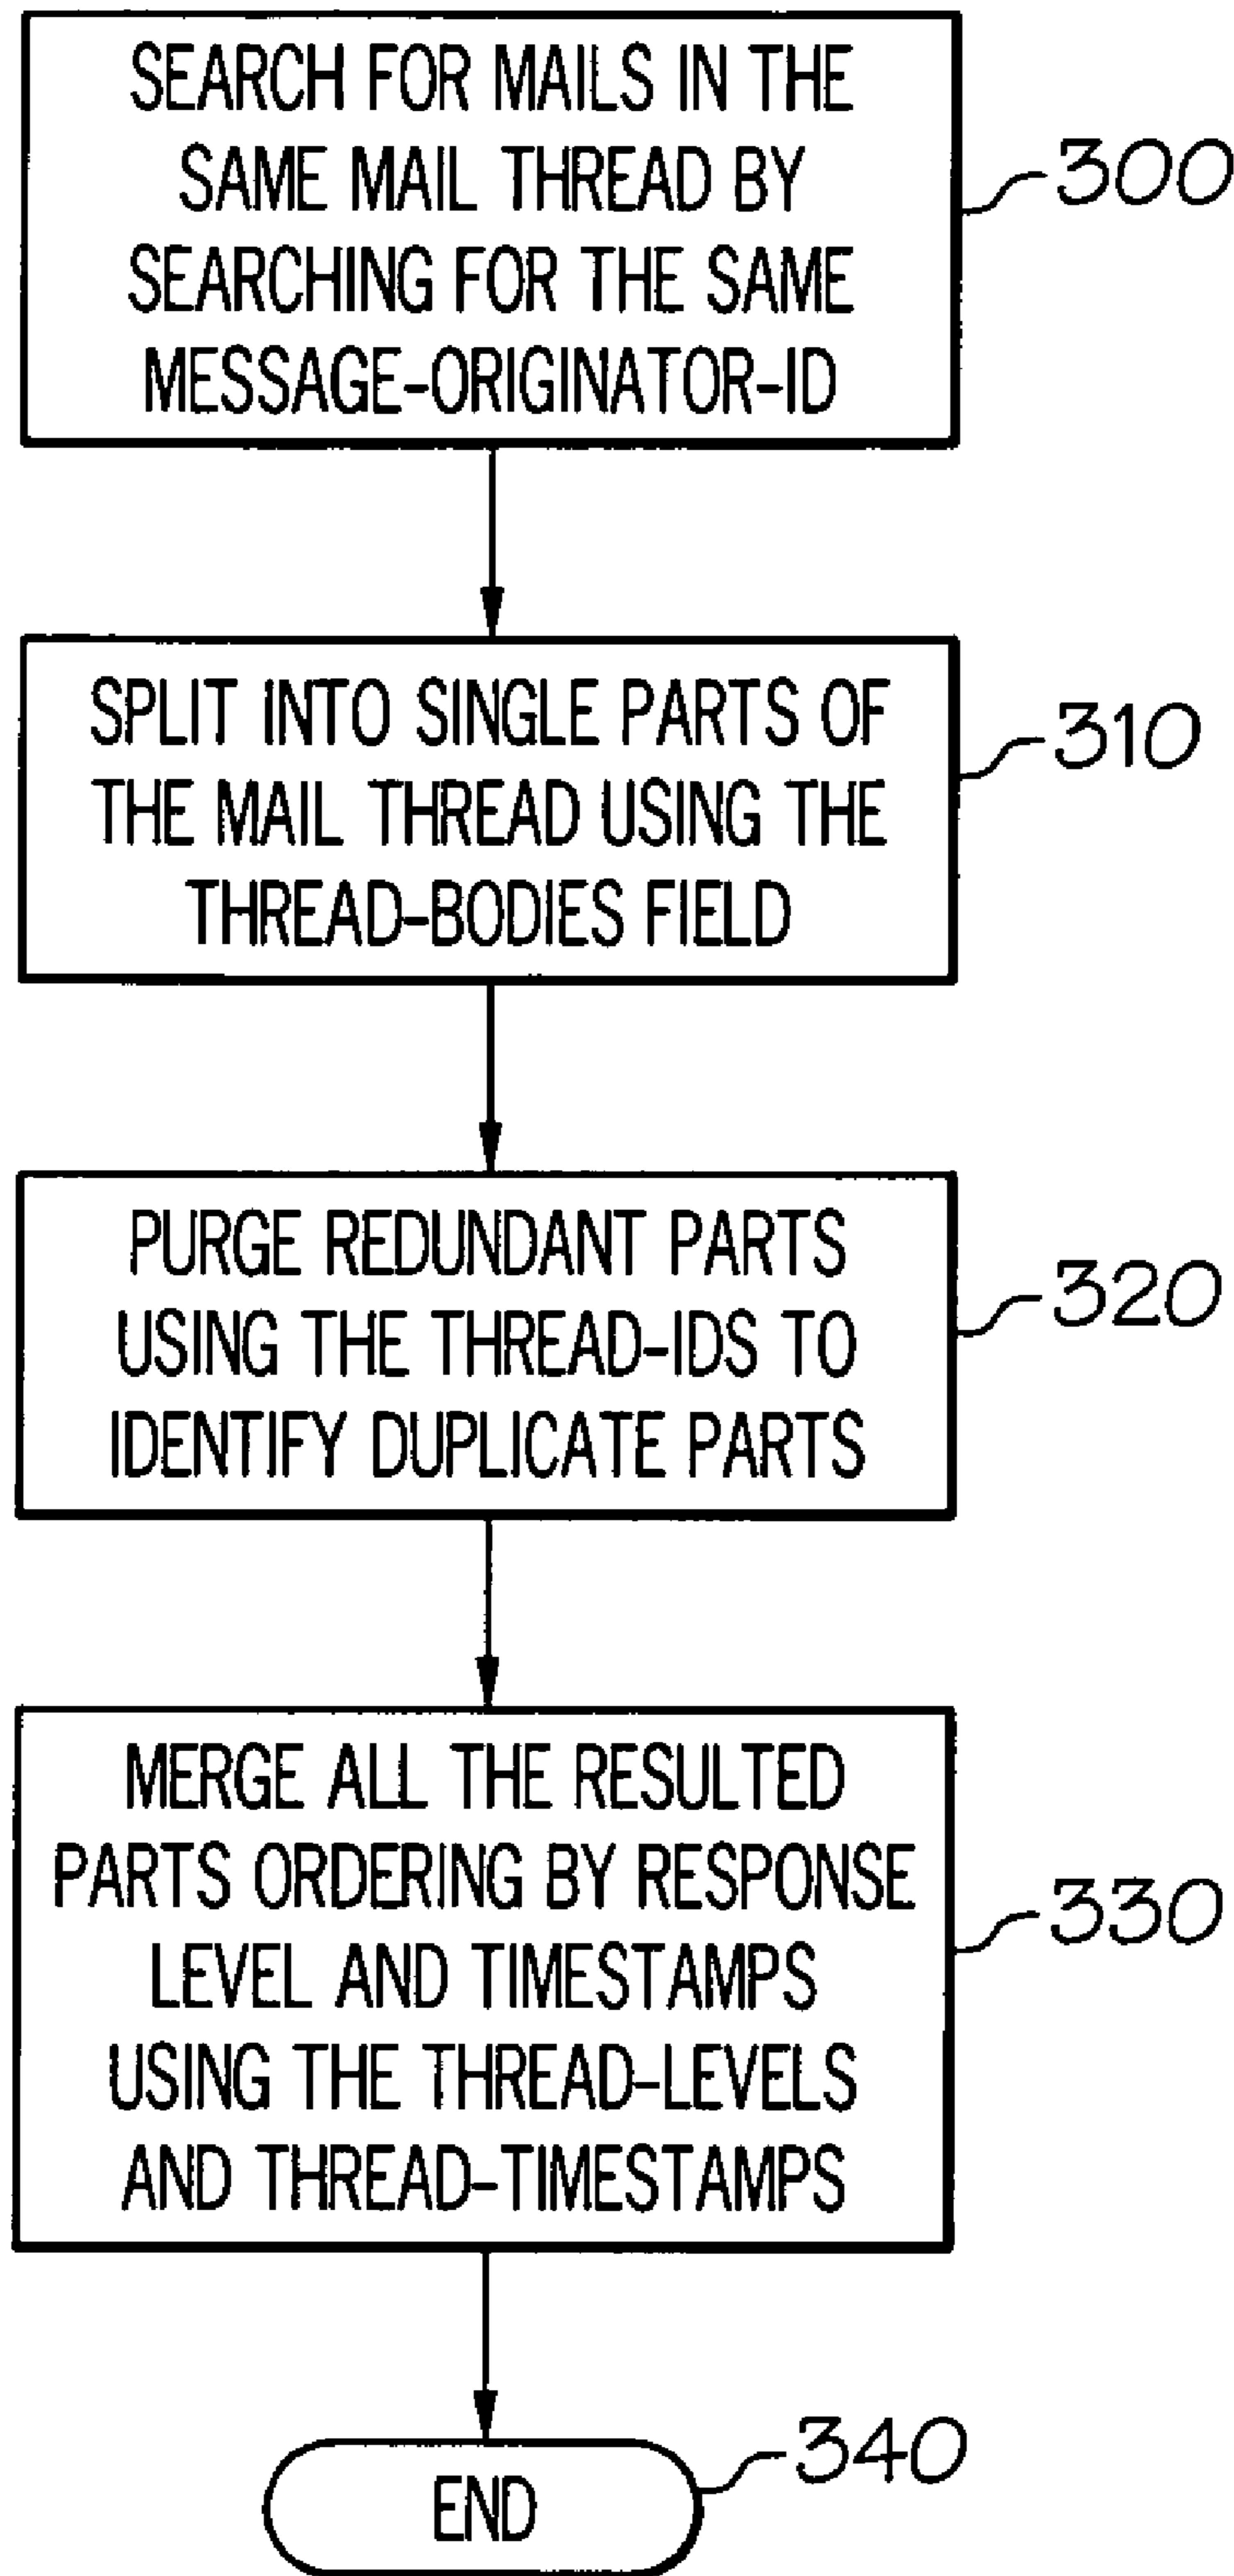 SEARCH FOR MAILS IN THE
SAME MAIL THREAD BY
SEARCHING FOR THE SAME
MESSAGE-ORIGINATOR-ID
300
SPLIT INTO SINGLE PARTS OF
THE MAIL THREAD USING THE
THREAD-BODIES FIELD
310
PURGE REDUNDANT PARTS
USING THE THREAD-IDS TO
IDENTIFY DUPLICATE PARTS
320
MERGE ALL THE RESULTED
PARTS ORDERING BY RESPONSE
LEVEL AND TIMESTAMPS
USING THE THREAD-LEVELS
AND THREAD-TIMESTAMPS
330
END
340